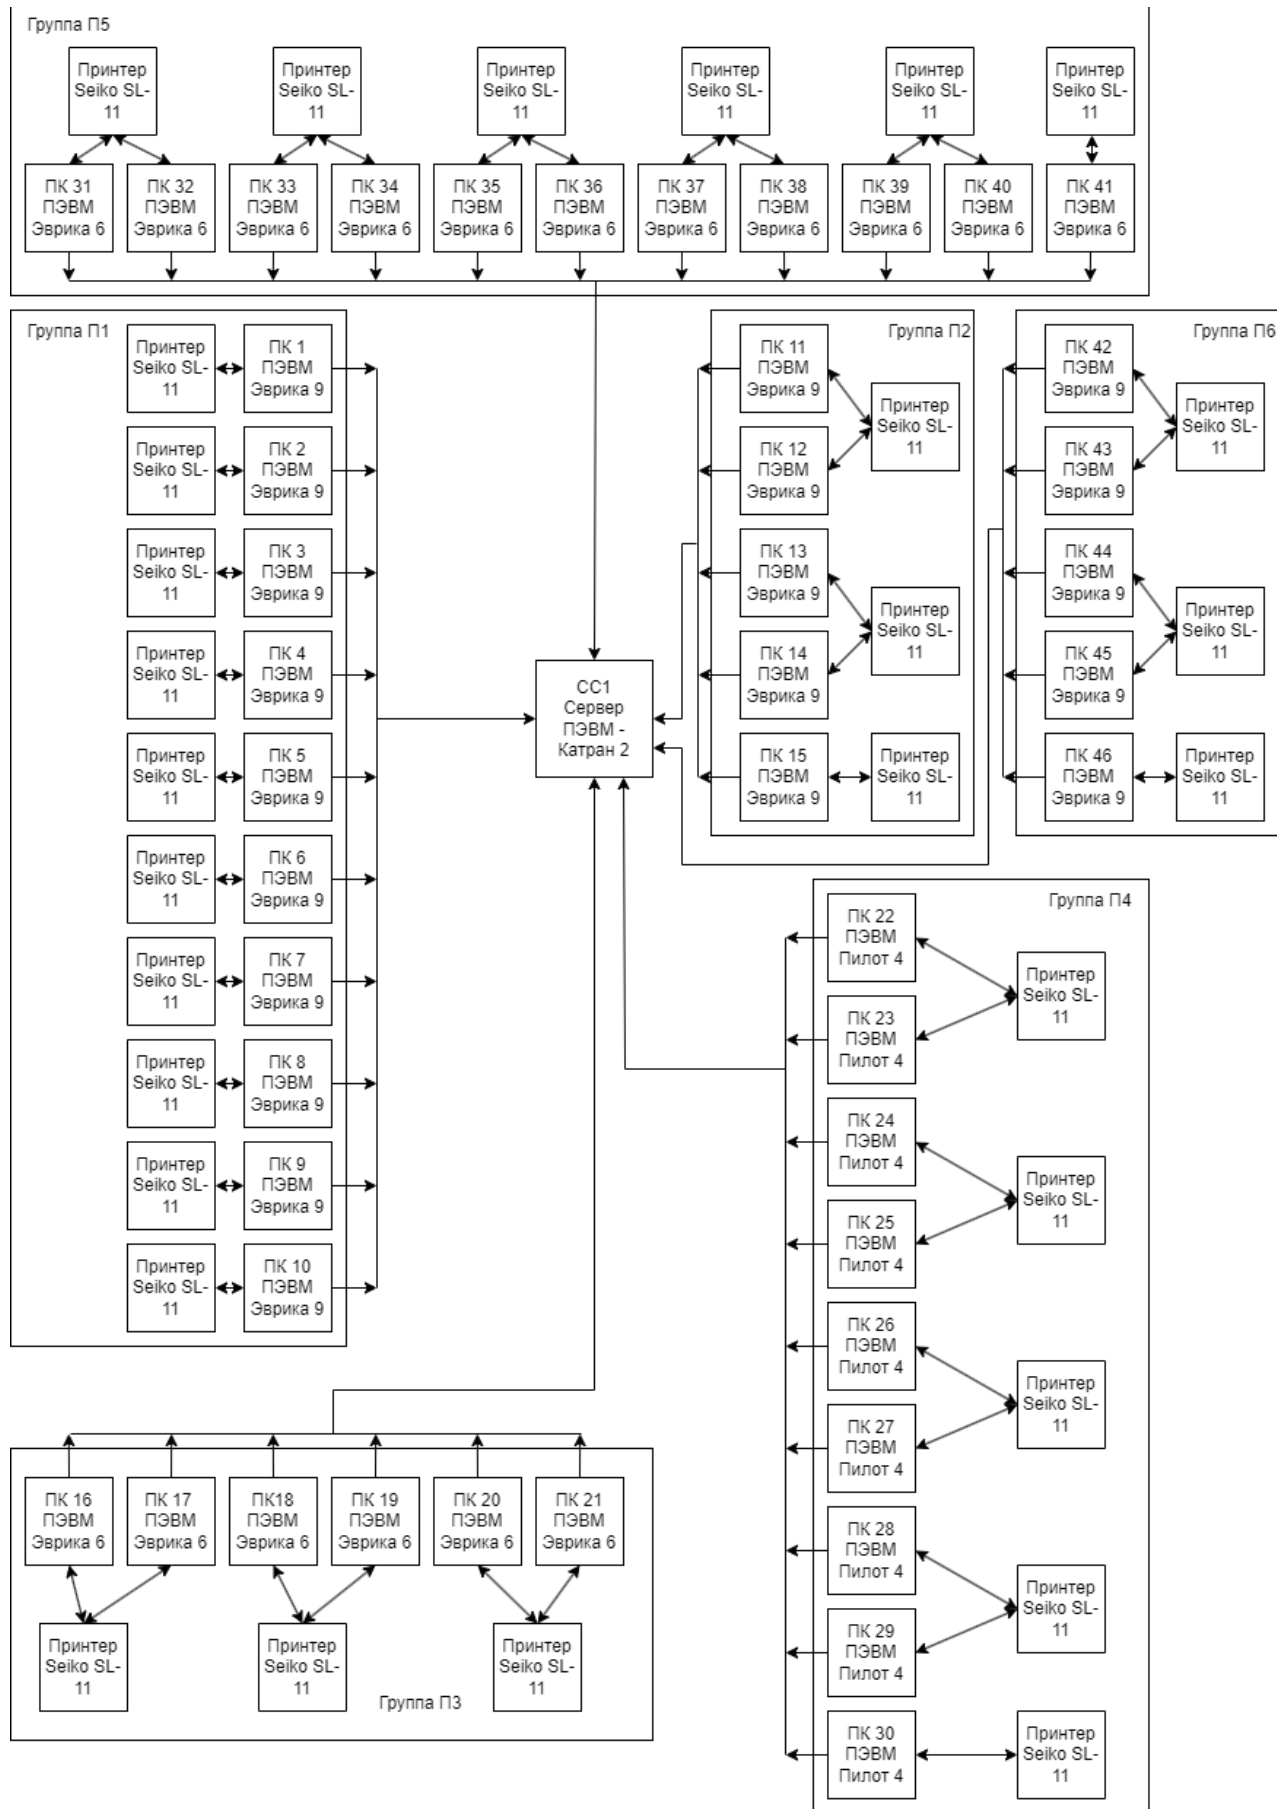 Группа П5
Принтер
Seiko SL-
11
Принтер
Seiko SL-
11
Принтер
Seiko SL-
11
Принтер
Seiko SL-
11
Принтер
Seiko SL-
11
Принтер
Seiko SL-
11
ПК 31
ПЭВМ
Эврика 6
ПК 32
ПЭВМ
Эврика 6
ПК 33
ПЭВМ
Эврика 6
ПК 34
ПЭВМ
Эврика 6
ПК 35
ПЭВМ
Эврика 6
ПК 36
ПЭВМ
Эврика 6
ПК 37
ПЭВМ
Эврика 6
ПК 38
ПЭВМ
Эврика 6
ПК 39
ПЭВМ
Эврика 6
ПК 40
ПЭВМ
Эврика 6
ПК 41
ПЭВМ
Эврика 6
Группа П1
Принтер
Seiko SL-
11
ПК 1
ПЭВМ
Эврика 9
Принтер
Seiko SL-
11
ПК 2
ПЭВМ
Эврика 9
Принтер
Seiko SL-
11
ПК 3
ПЭВМ
Эврика 9
Принтер
Seiko SL-
11
ПК 4
ПЭВМ
Эврика 9
Принтер
Seiko SL-
11
ПК 5
ПЭВМ
Эврика 9
Принтер
Seiko SL-
11
ПК 6
ПЭВМ
Эврика 9
Принтер
Seiko SL-
11
ПК 7
ПЭВМ
Эврика 9
Принтер
Seiko SL-
11
ПК 8
ПЭВМ
Эврика 9
Принтер
Seiko SL-
11
ПК 9
ПЭВМ
Эврика 9
Принтер
Seiko SL-
11
ПК 10
ПЭВМ
Эврика 9
СС1
Сервер
ПЭВМ -
Катран 2
Группа П2
ПК 11
ПЭВМ
Эврика 9
Принтер
Seiko SL-
11
ПК 12
ПЭВМ
Эврика 9
ПК 13
ПЭВМ
Эврика 9
Принтер
Seiko SL-
11
ПК 14
ПЭВМ
Эврика 9
ПК 15
ПЭВМ
Эврика 9
Принтер
Seiko SL-
11
Группа П6
ПК 42
ПЭВМ
Эврика 9
Принтер
Seiko SL-
11
ПК 43
ПЭВМ
Эврика 9
ПК 44
ПЭВМ
Эврика 9
Принтер
Seiko SL-
11
ПК 45
ПЭВМ
Эврика 9
ПК 46
ПЭВМ
Эврика 9
Принтер
Seiko SL-
11
Группа П4
ПК 22
ПЭВМ
Пилот 4
Принтер
Seiko SL-
11
ПК 23
ПЭВМ
Пилот 4
ПК 24
ПЭВМ
Пилот 4
Принтер
Seiko SL-
11
ПК 25
ПЭВМ
Пилот 4
ПК 26
ПЭВМ
Пилот 4
Принтер
Seiko SL-
11
ПК 27
ПЭВМ
Пилот 4
ПК 28
ПЭВМ
Пилот 4
Принтер
Seiko SL-
11
ПК 29
ПЭВМ
Пилот 4
ПК 30
ПЭВМ
Пилот 4
Принтер
Seiko SL-
11
ПК 16
ПЭВМ
Эврика 6
ПК 17
ПЭВМ
Эврика 6
ПК18
ПЭВМ
Эврика 6
ПК 19
ПЭВМ
Эврика 6
ПК 20
ПЭВМ
Эврика 6
ПК 21
ПЭВМ
Эврика 6
Принтер
Seiko SL-
11
Принтер
Seiko SL-
11
Принтер
Seiko SL-
11
Группа П3